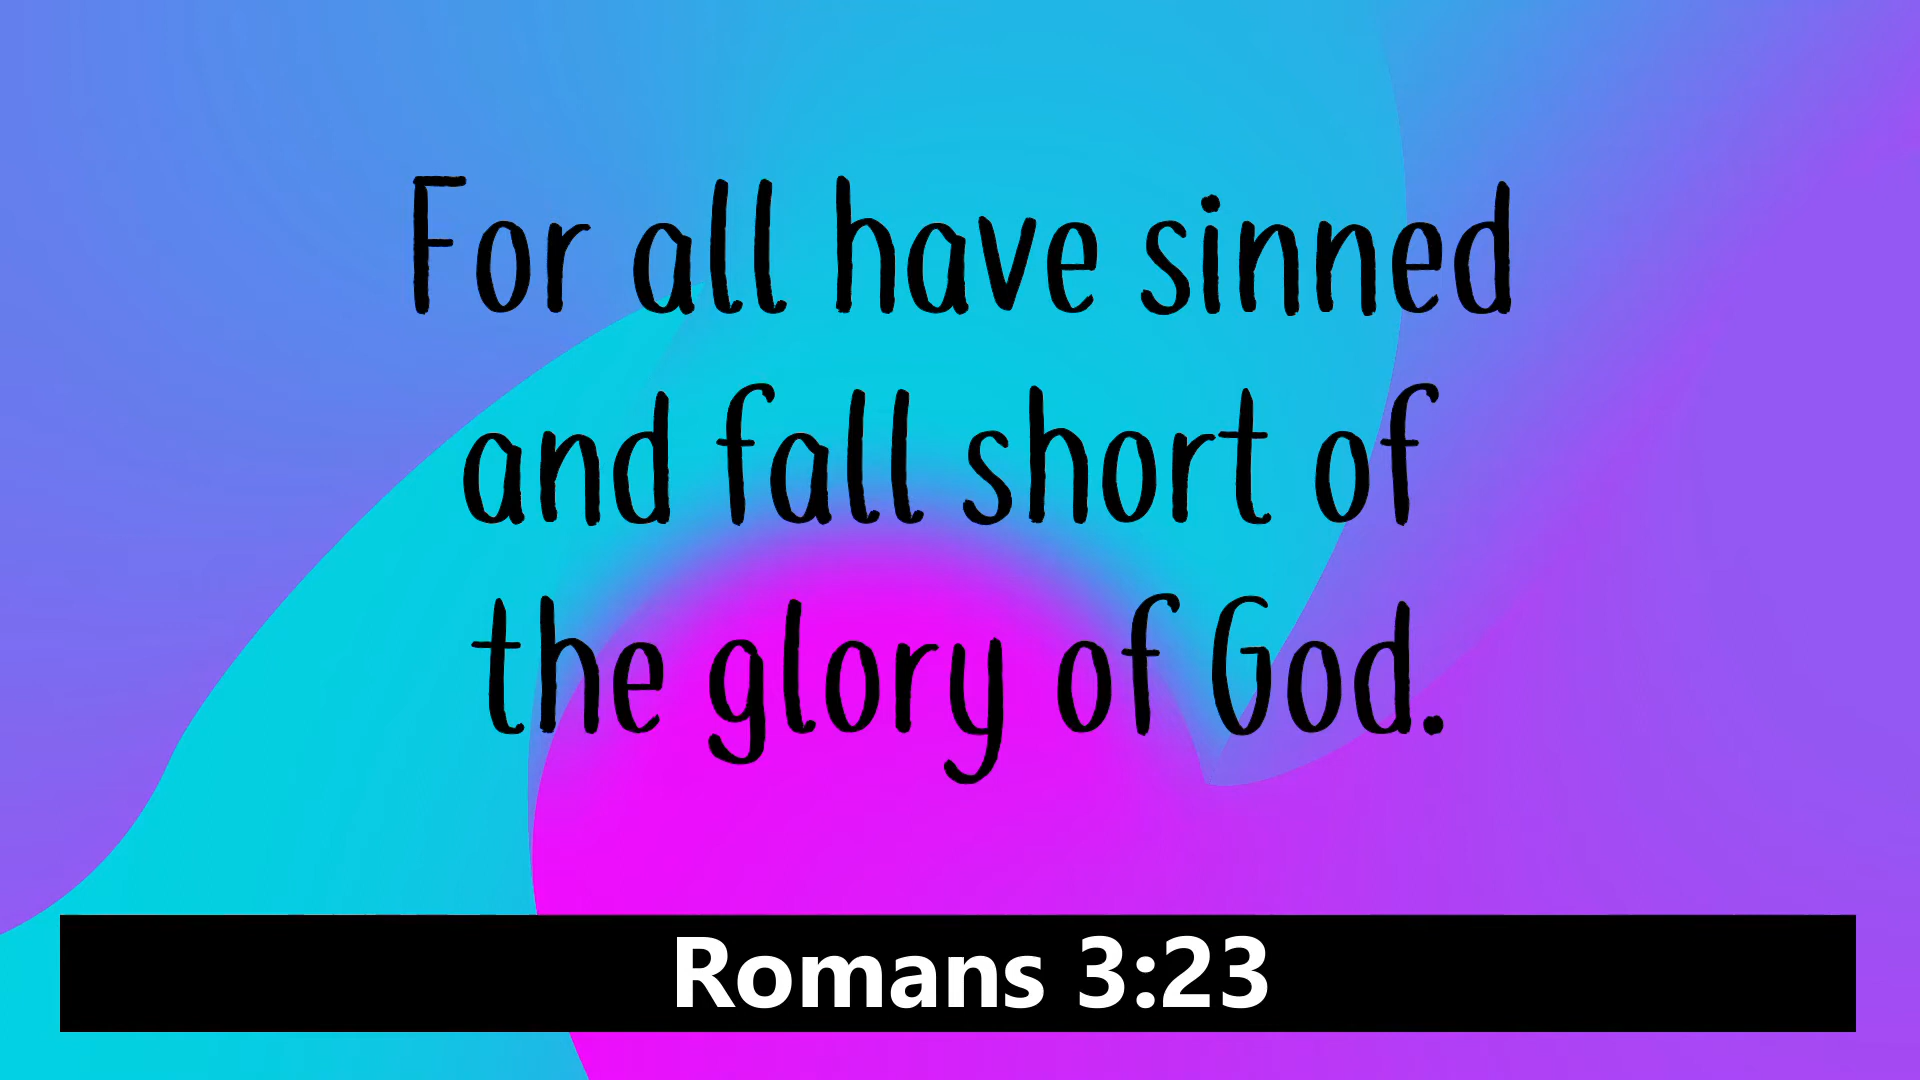 For all have sinned
and fall short of
the glory of God.
Romans 3:23